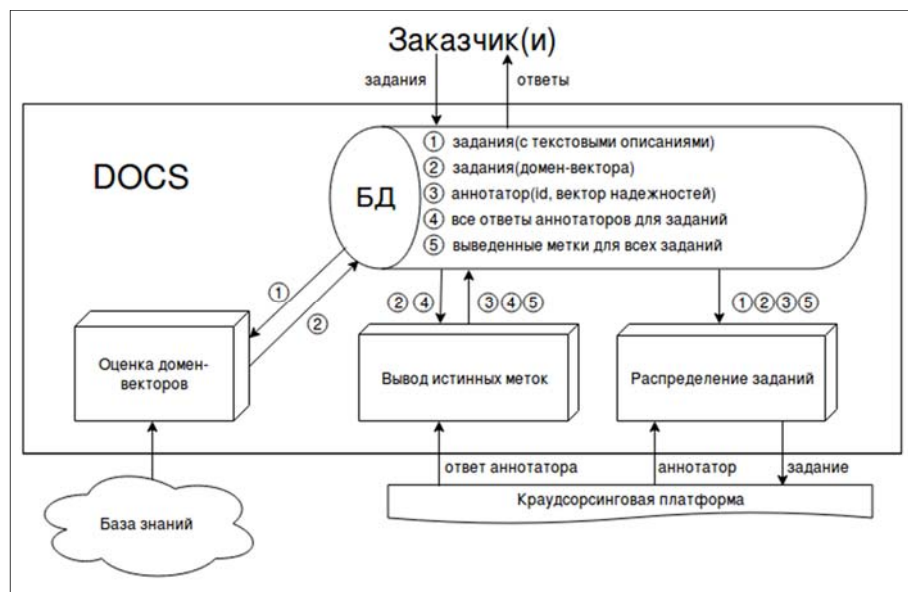 Заказчик(и)
задания
ответы
DOCS
БД
① задания(с текстовыми описаниями)
② задания(домен-вектора)
③ аннотатор(id, вектор надежностей)
④ все ответы аннотаторов для заданий
⑤ выведенные метки для всех заданий
①
②
② ④
③ ④ ⑤
① ② ③ ⑤
Оценка домен-
векторов
Вывод истинных меток
Распределение заданий
ответ аннотатора
аннотатор
задание
База знаний
Краудсорсинговая платформа